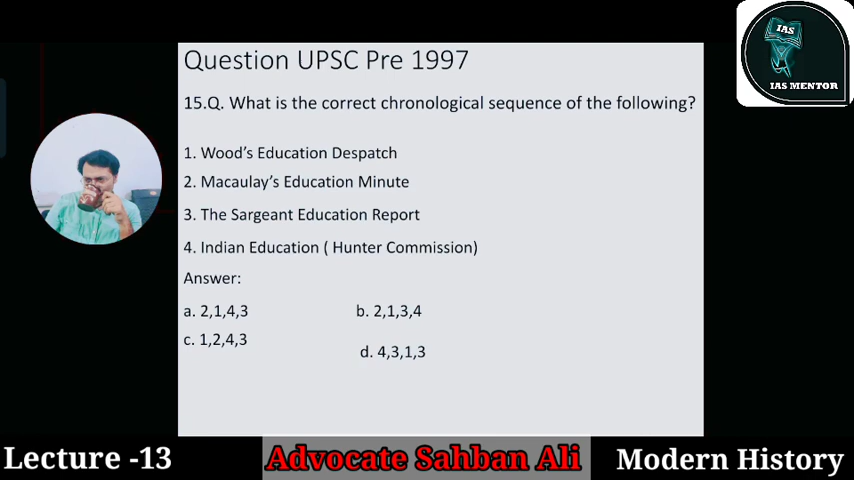 IAS
IAS MENTOR
Question UPSC Pre 1997
15.Q. What is the correct chronological sequence of the following?
1. Wood's Education Despatch
2. Macaulay's Education Minute
3. The Sargeant Education Report
4. Indian Education ( Hunter Commission)
Answer:
a. 2,1,4,3 b. 2,1,3,4
c. 1,2,4,3
d. 4,3,1,3
Lecture -13 Advocate Sahban Ali Modern History